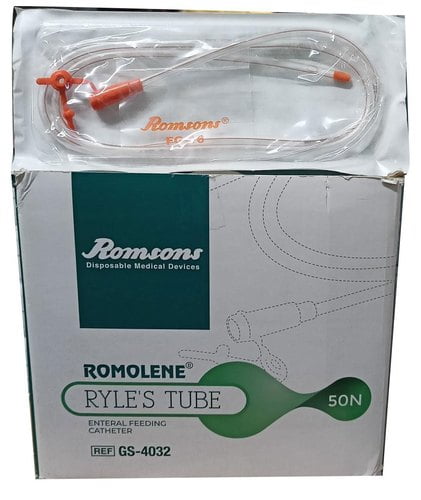 Romsons®
Romsons
Disposable Medical Devices
ROMOLENE®
RYLE'S TUBE
50N
ENTERAL FEEDING
CATHETER
REF GS-4032